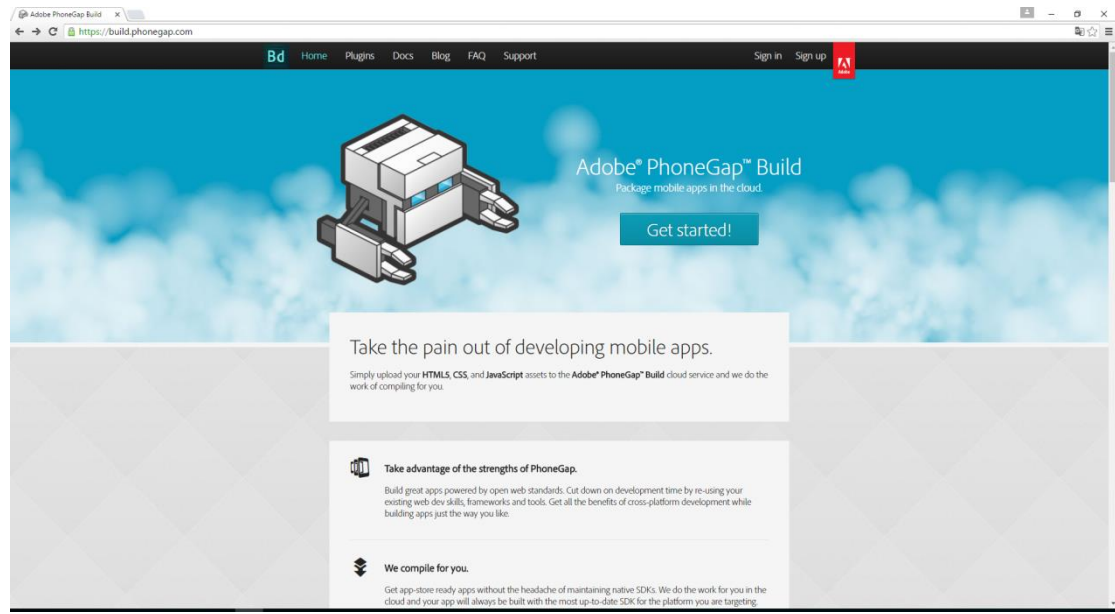 Adobe PhoneGap Build
https://build.phonegap.com
Bd Home Plugins Docs Blog FAQ Support Sign in Sign up
Adobe
Adobe® PhoneGap™ Build
Package mobile apps in the cloud.
Get started!
Take the pain out of developing mobile apps.
Simply upload your HTML5, CSS, and JavaScript assets to the Adobe® PhoneGap™ Build cloud service and we do the
work of compiling for you.
Take advantage of the strengths of PhoneGap.
Build great apps powered by open web standards. Cut down on development time by re-using your
existing web dev skills, frameworks and tools. Get all the benefits of cross-platform development while
building apps just the way you like.
We compile for you.
Get app-store ready apps without the headache of maintaining native SDKs. We do the work for you in the
cloud and your app will always be built with the most up-to-date SDK for the platform you are targeting.